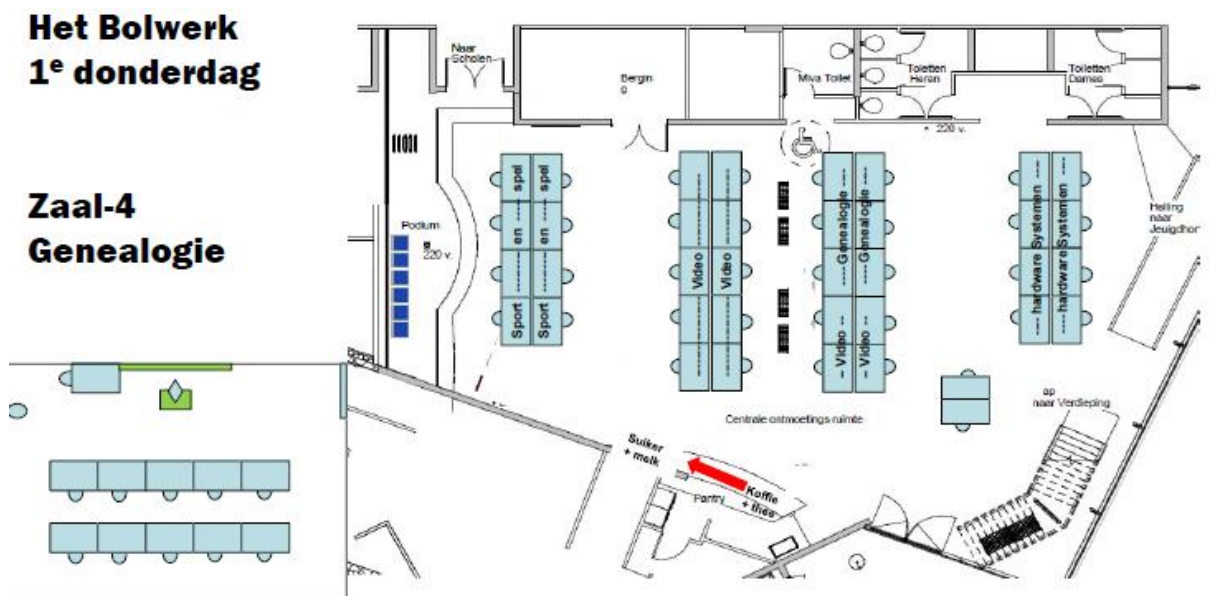 Het Bolwerk
1e donderdag
Zaal-4
Genealogie
Naar
Scholen
Bergin
g
Miva Toilet
Toiletten
Heren
Toiletten
Dames
* 220 v.
Podium
220 v.
Sport ------- en ---- spel
Sport ------- en ---- spel
---------- Video ----------
---------- Video ----------
– Video -- ---- Genealogie ----
– Video -- ---- Genealogie ----
---- hardware Systemen ----
---- hardware Systemen ----
Helling
naar
Jeuigdhor
ap
naar Verdieping
Centrale ontmoetings ruimte
Suiker
+ melk
Koffie
+ thee
Pantry